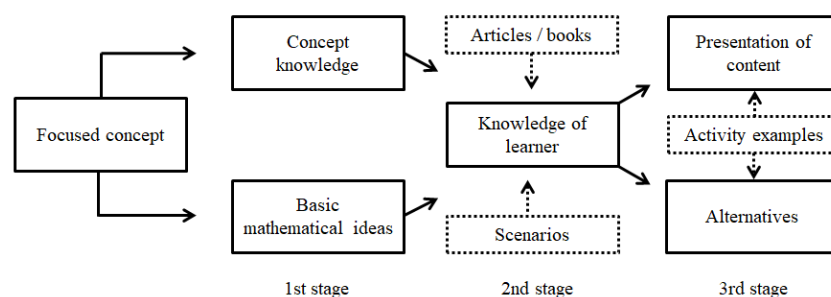 Concept
knowledge
Articles / books
Presentation of
content
Focused concept
Knowledge of
learner
Activity examples
Basic
mathematical ideas
Scenarios
Alternatives
1st stage
2nd stage
3rd stage